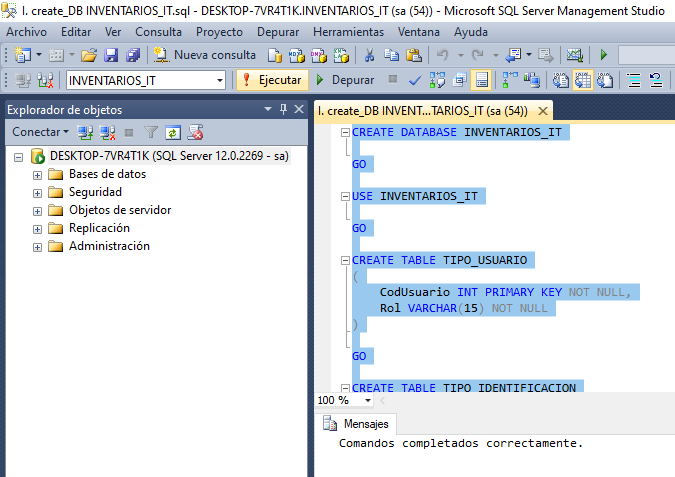 I. create_DB INVENTARIOS_IT.sql - DESKTOP-7VR4T1K.INVENTARIOS_IT (sa (54)) - Microsoft SQL Server Management Studio
Archivo Editar Ver Consulta Proyecto Depurar Herramientas Ventana Ayuda
Nueva consulta
INVENTARIOS_IT Ejecutar Depurar
Explorador de objetos
Conectar
DESKTOP-7VR4T1K (SQL Server 12.0.2269 - sa)
Bases de datos
Seguridad
Objetos de servidor
Replicación
Administración
I. create_DB INVENT...TARIOS_IT (sa (54))
CREATE DATABASE INVENTARIOS_IT
GO
USE INVENTARIOS_IT
GO
CREATE TABLE TIPO_USUARIO
(
CodUsuario INT PRIMARY KEY NOT NULL,
Rol VARCHAR(15) NOT NULL
)
GO
CREATE TABLE TIPO IDENTIFICACION
100 %
Mensajes
Comandos completados correctamente.